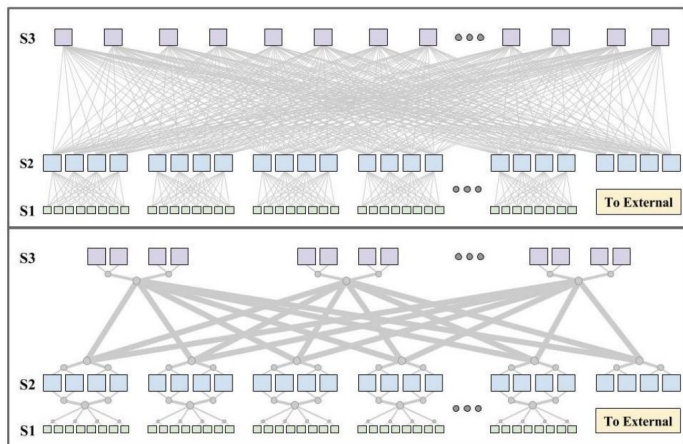 S3
S2
S1
To External
S3
S2
S1
To External